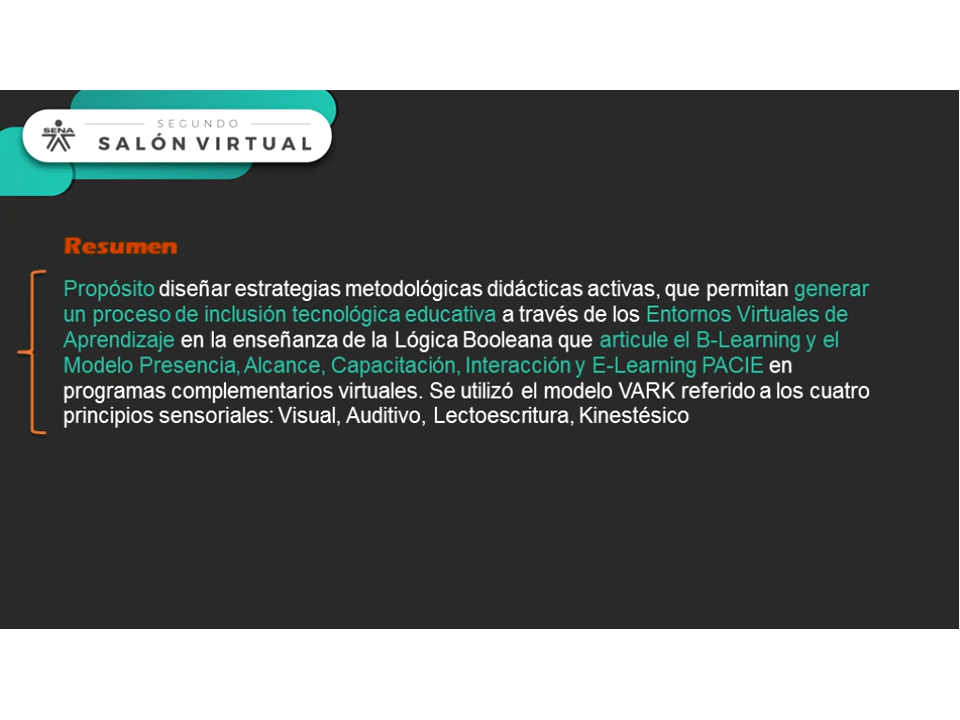 SENA
SEGUNDO
SALÓN VIRTUAL
Resumen
Propósito diseñar estrategias metodológicas didácticas activas, que permitan generar
un proceso de inclusión tecnológica educativa a través de los Entornos Virtuales de
Aprendizaje en la enseñanza de la Lógica Booleana que articule el B-Learning y el
Modelo Presencia, Alcance, Capacitación, Interacción y E-Learning PACIE en
programas complementarios virtuales. Se utilizó el modelo VARK referido a los cuatro
principios sensoriales: Visual, Auditivo, Lectoescritura, Kinestésico